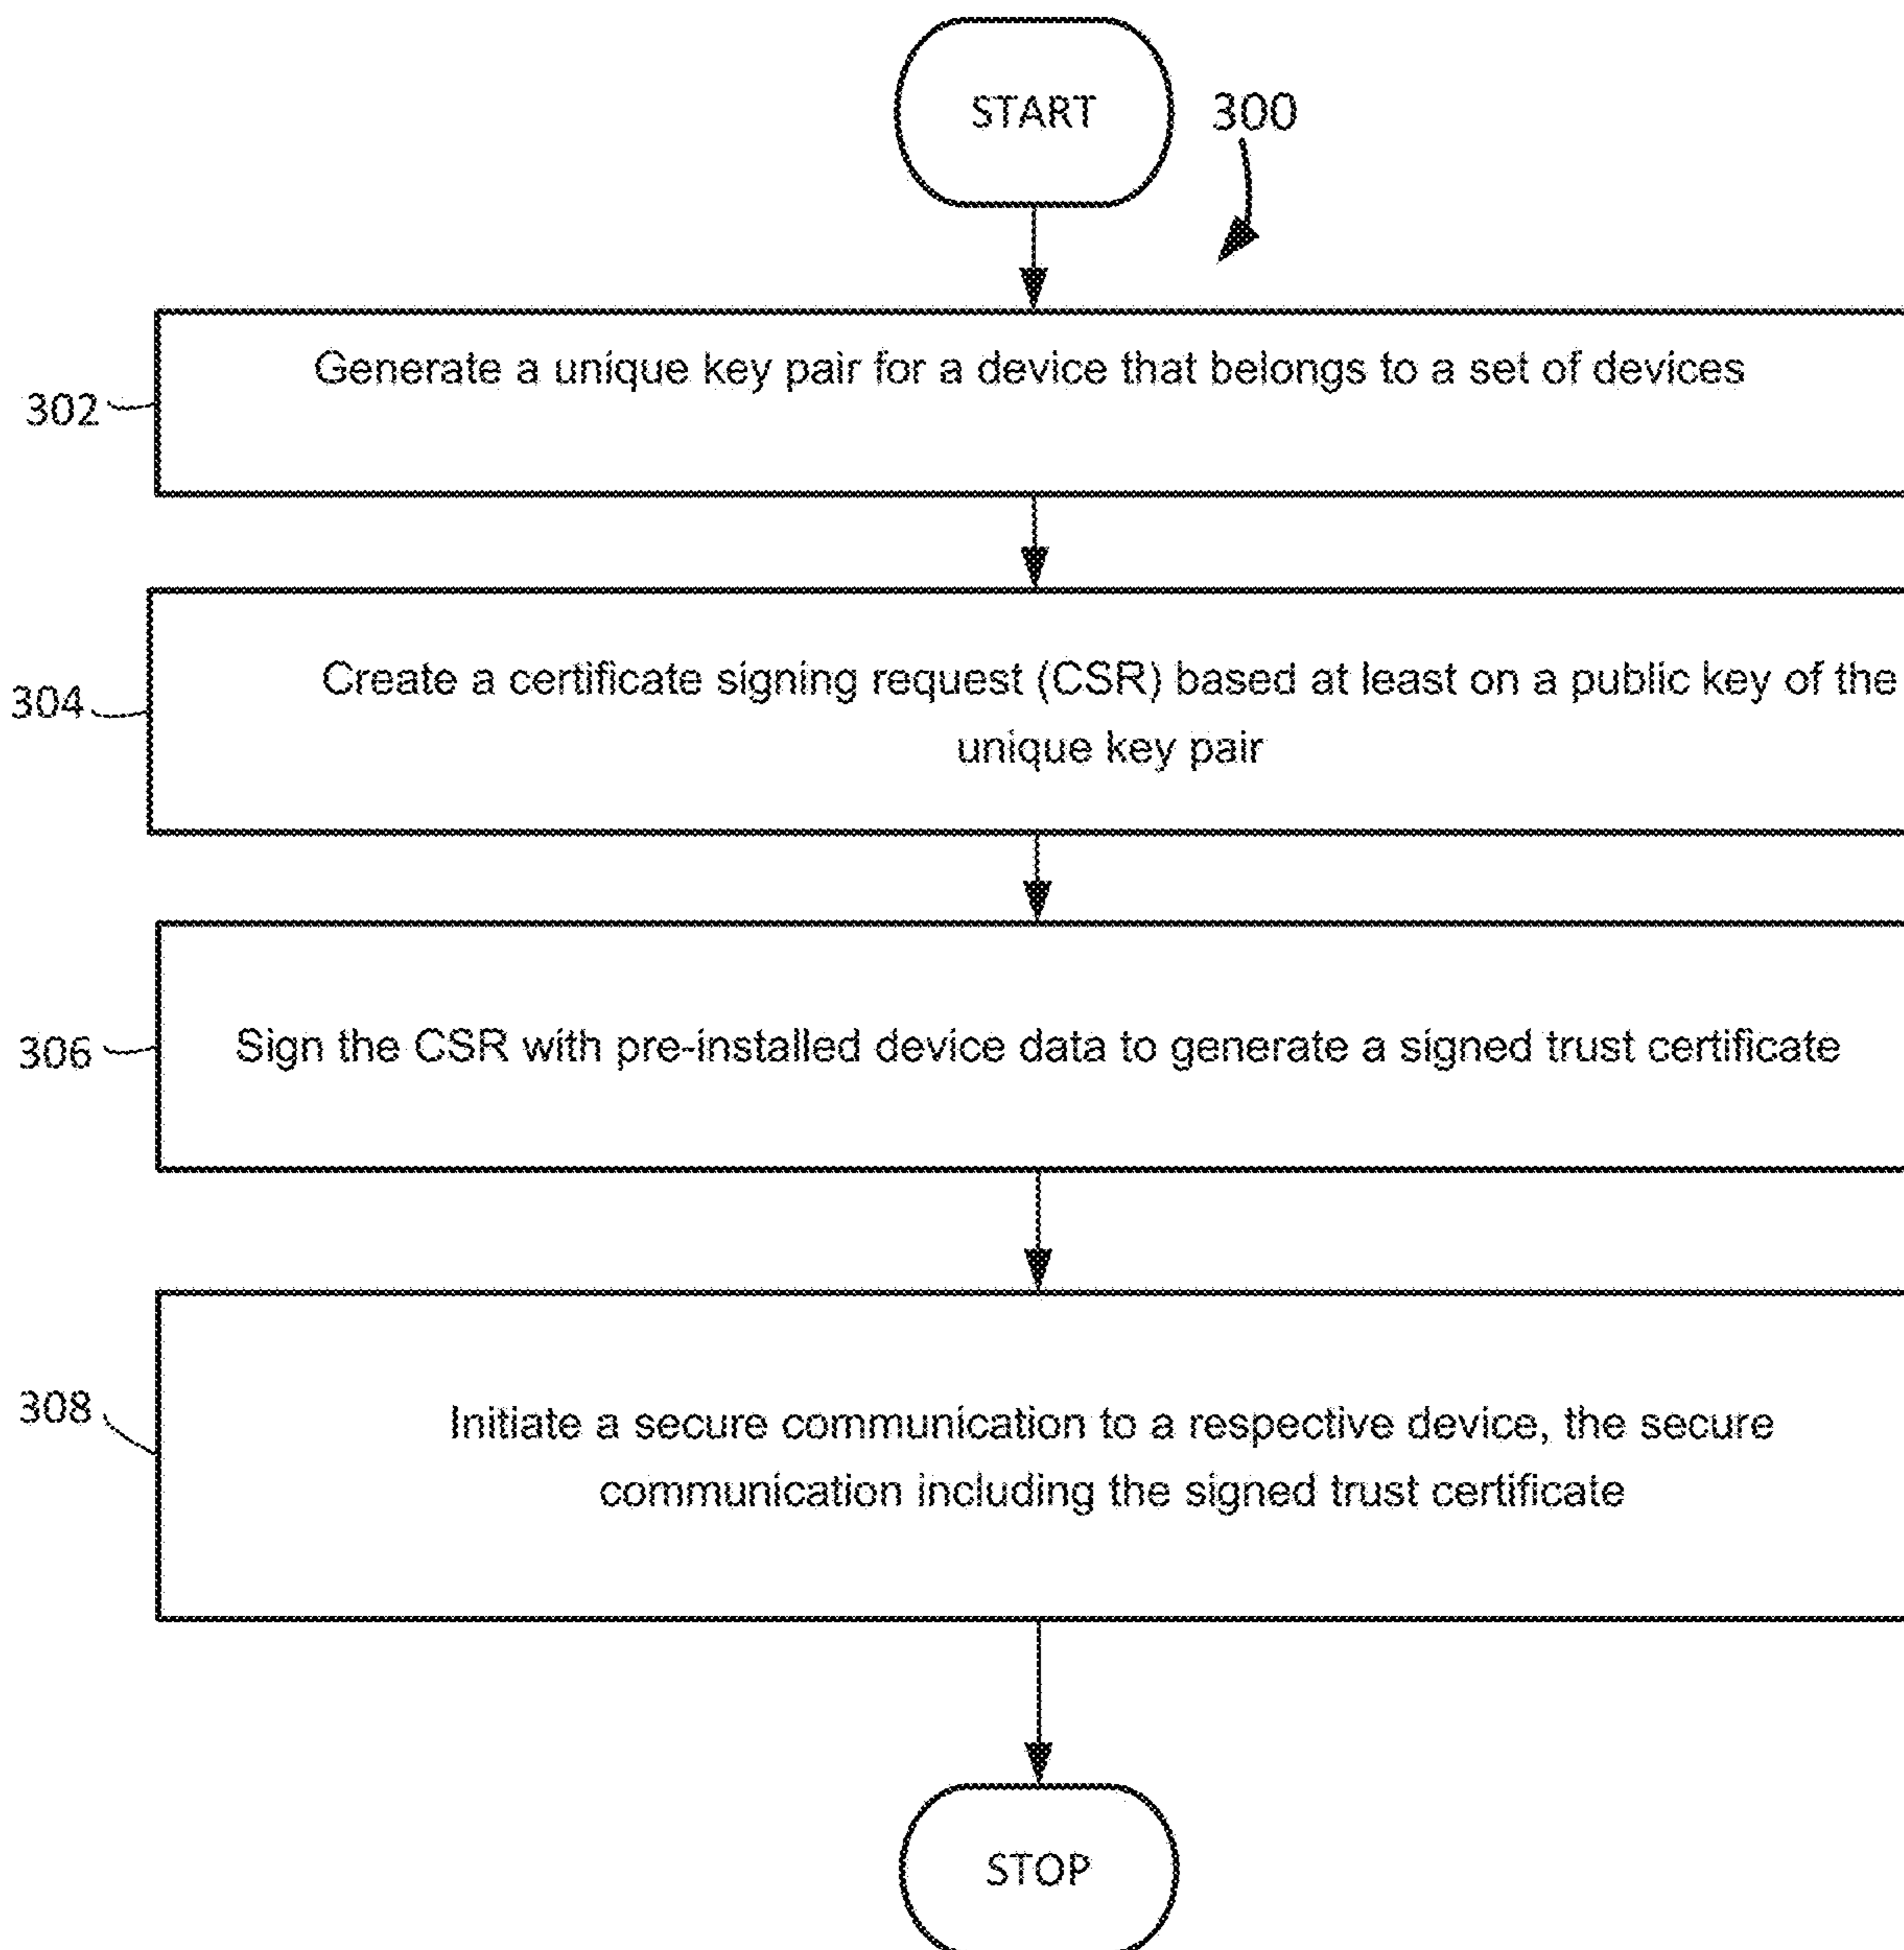 START
300
302
Generate a unique key pair for a device that belongs to a set of devices
304
Create a certificate signing request (CSR) based at least on a public key of the
unique key pair
306
Sign the CSR with pre-installed device data to generate a signed trust certificate
308
Initiate a secure communication to a respective device, the secure
communication including the signed trust certificate
STOP